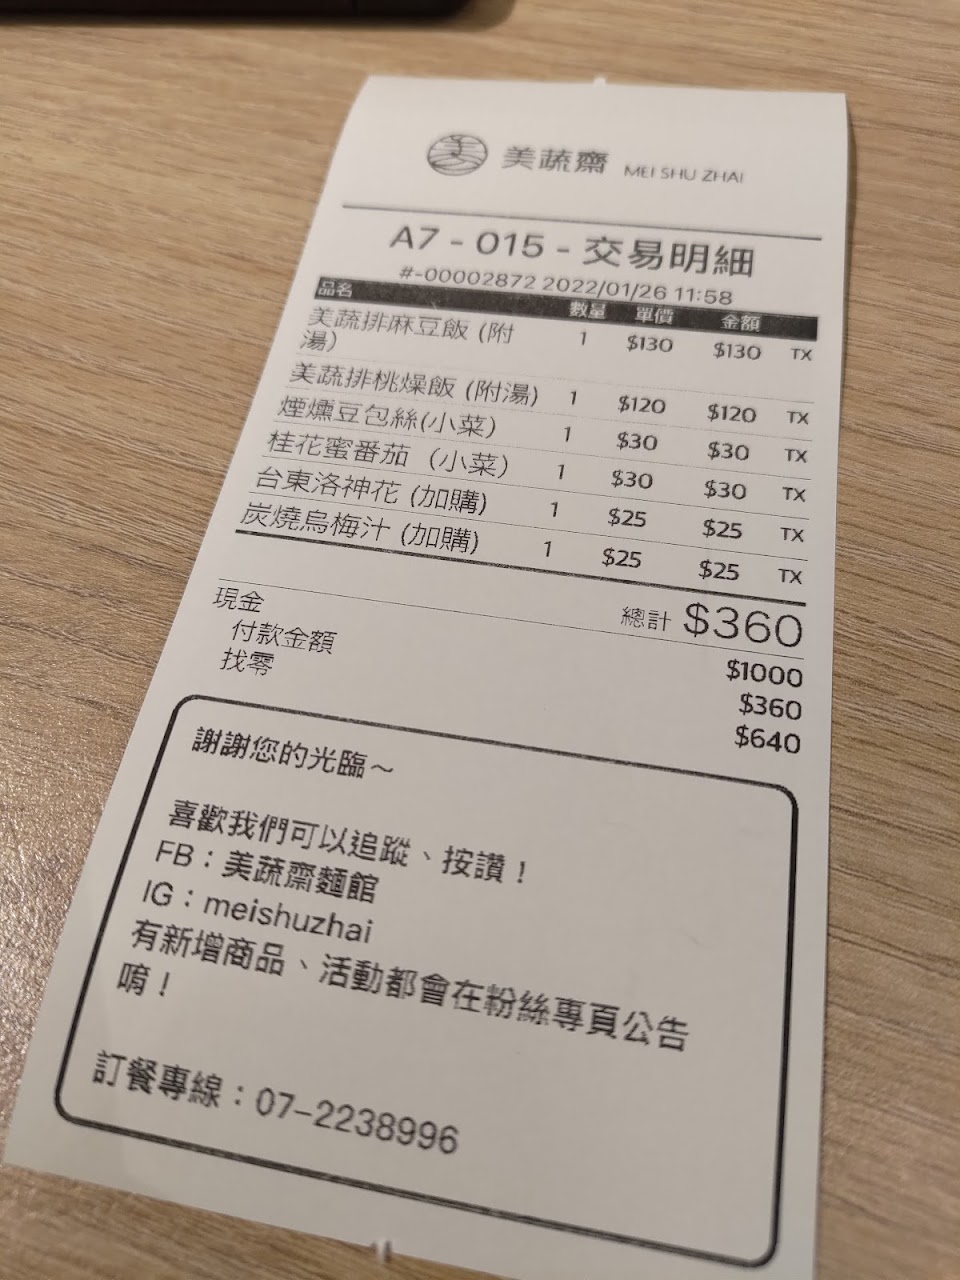 美蔬齋 MEI SHU ZHAI
A7 - 015 - 交易明細
#-00002872 2022/01/26 11:58
品名 數量 單價 金額
美蔬排麻豆飯 (附
湯) 1 $130 $130 TX
美蔬排桃燥飯 (附湯) 1 $120 $120 TX
煙燻豆包絲(小菜) 1 $30 $30 TX
桂花蜜番茄 (小菜) 1 $30 $30 TX
台東洛神花 (加購) 1 $25 $25 TX
炭燒烏梅汁 (加購) 1 $25 $25 TX
總計 $360
現金 $1000
付款金額 $360
找零 $640
謝謝您的光臨~
喜歡我們可以追蹤、按讚！
FB：美蔬齋麵館
IG：meishuzhai
有新增商品、活動都會在粉絲專頁公告
唷！
訂餐專線：07-2238996